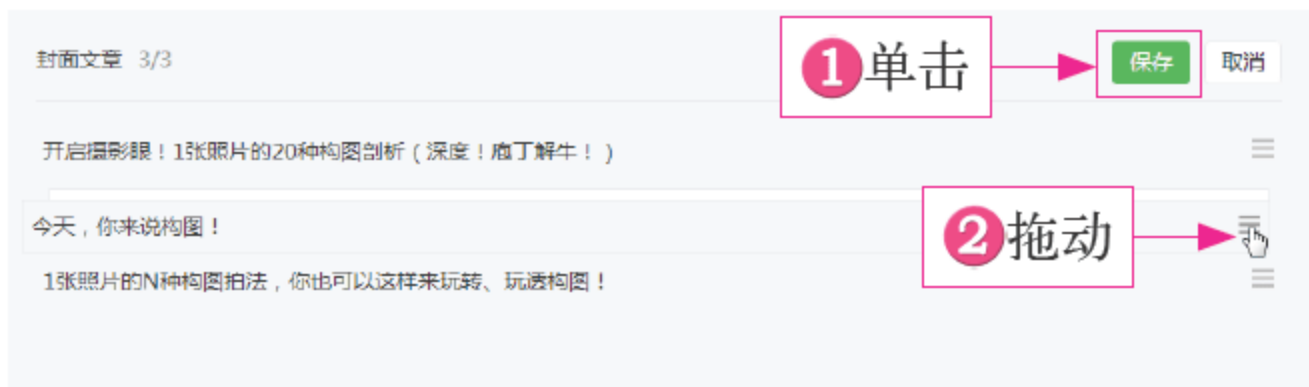 封面文章 3/3
1单击
保存
取消
开启摄影眼！1张照片的20种构图剖析（深度！庖丁解牛！）
今天，你来说构图！
2拖动
1张照片的N种构图拍法，你也可以这样来玩转、玩透构图！